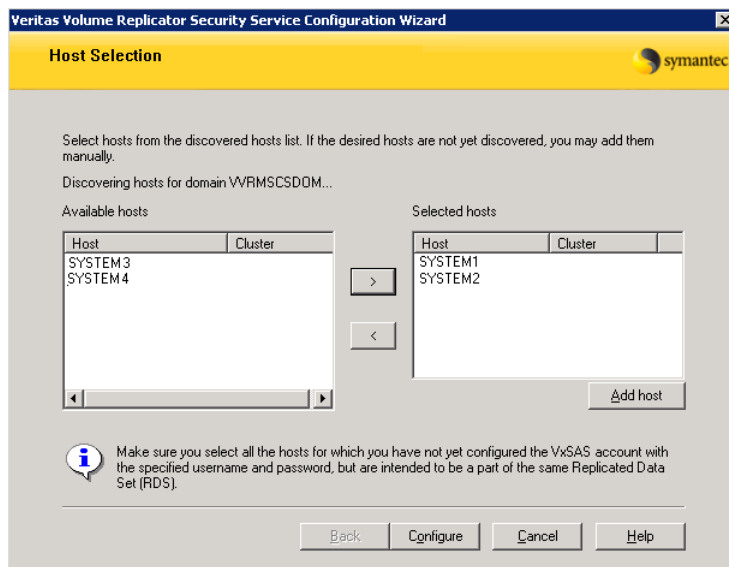 Veritas Volume Replicator Security Service Configuration Wizard
Host Selection
symantec
Select hosts from the discovered hosts list. If the desired hosts are not yet discovered, you may add them
manually.
Discovering hosts for domain VVRMSCSDOM...
Available hosts
Selected hosts
Host Cluster
Host Cluster
SYSTEM3
SYSTEM1
SYSTEM4
SYSTEM2
>
<
Add host
Make sure you select all the hosts for which you have not yet configured the VxSAS account with
the specified username and password, but are intended to be a part of the same Replicated Data
Set (RDS).
Back Configure Cancel Help